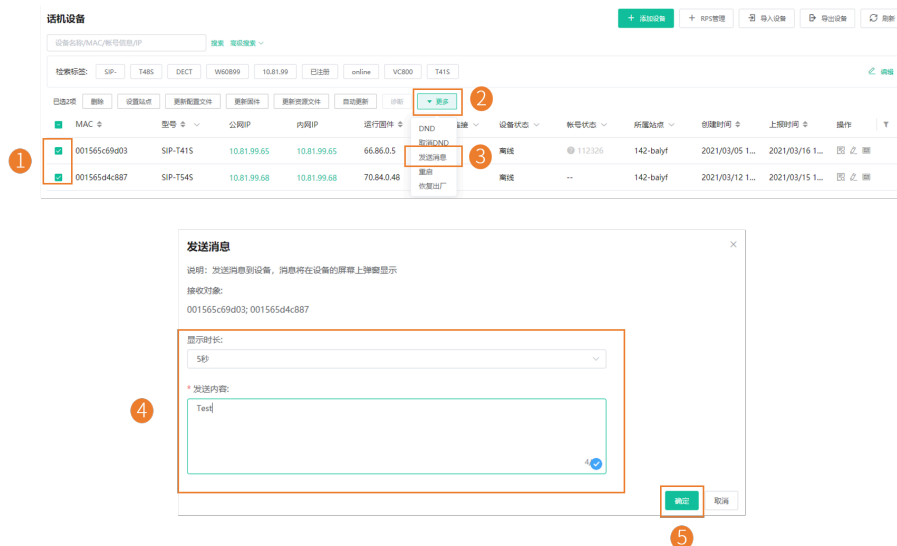 话机设备
+ 添加设备
+ RPS管理
导入设备
导出设备
刷新
设备名称/MAC/帐号信息/IP
搜索 高级搜索
检索标签: SIP- T48S DECT W60B99 10.81.99 已注册 online VC800 T41S
编辑
已选2项 删除 设置站点 更新配置文件 更新固件 更新资源文件 自动更新 诊断 更多
2
MAC 型号 公网IP 内网IP 运行固件 设备状态 帐号状态 所属站点 创建时间 上报时间 操作
DND
取消DND
发送消息
重启
恢复出厂
3
1
001565c69d03 SIP-T41S 10.81.99.65 10.81.99.65 66.86.0.5 离线 112326 142-baiyf 2021/03/05 1... 2021/03/16 1...
001565d4c887 SIP-T54S 10.81.99.68 10.81.99.68 70.84.0.48 离线 -- 142-baiyf 2021/03/12 1... 2021/03/15 1...
发送消息
说明: 发送消息到设备, 消息将在设备的屏幕上弹窗显示
接收对象:
001565c69d03; 001565d4c887
显示时长:
5秒
* 发送内容:
Test
4
确定 取消
5